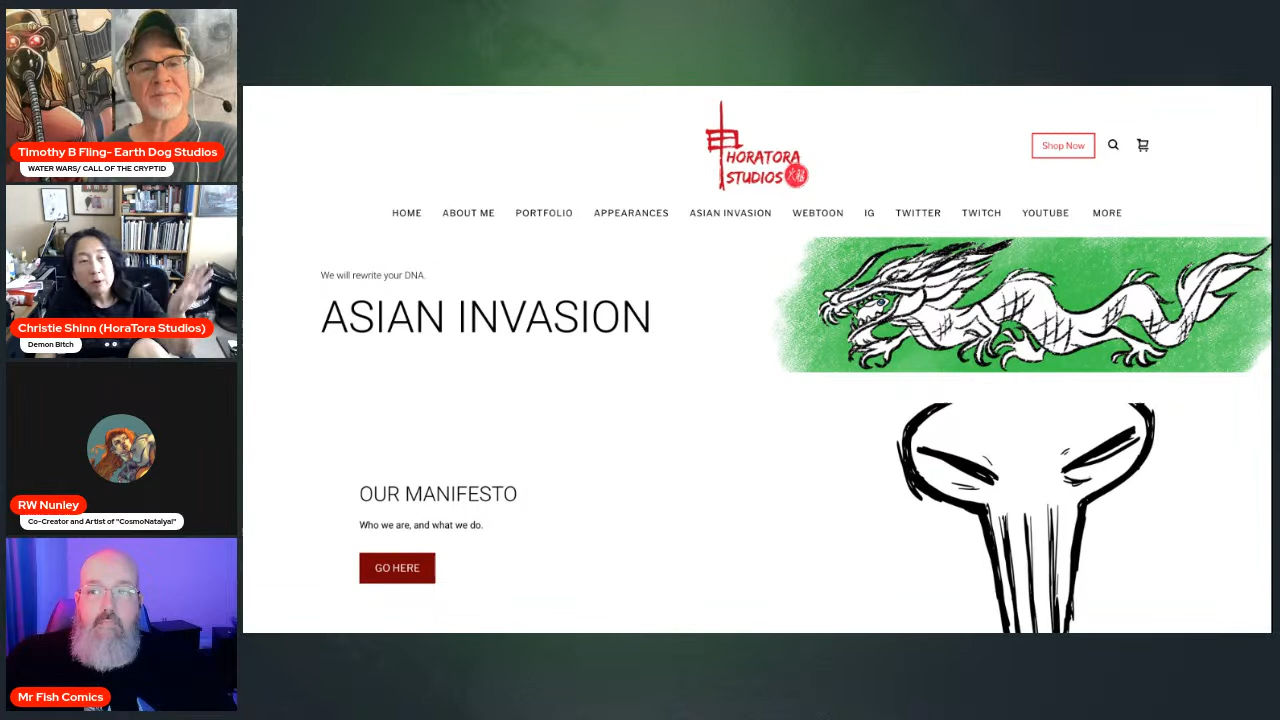 Timothy B Fling- Earth Dog Studios
WATER WARS/ CALL OF THE CRYPTID
Christie Shinn (HoraTora Studios)
Demon Bitch
RW Nunley
Co-Creator and Artist of "CosmoNatalya!"
Mr Fish Comics
HORATORA
STUDIOS
Shop Now
HOME ABOUT ME PORTFOLIO APPEARANCES ASIAN INVASION WEBTOON IG TWITTER TWITCH YOUTUBE MORE
We will rewrite your DNA.
ASIAN INVASION
OUR MANIFESTO
Who we are, and what we do.
GO HERE